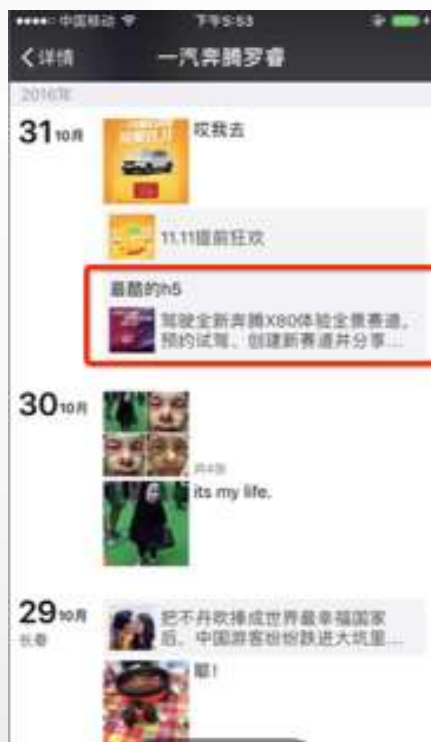 中国移动
下午5:53
详情
一汽奔腾罗睿
2016年
31 10月
哎我去
11.11提前狂欢
最酷的h5
驾驶全新奔腾X80体验全景赛道,
预约试驾、创建新赛道并分享...
30 10月
共4张
its my life.
29 10月
长春
把不丹吹捧成世界最幸福国家
后，中国游客纷纷跌进大坑里...